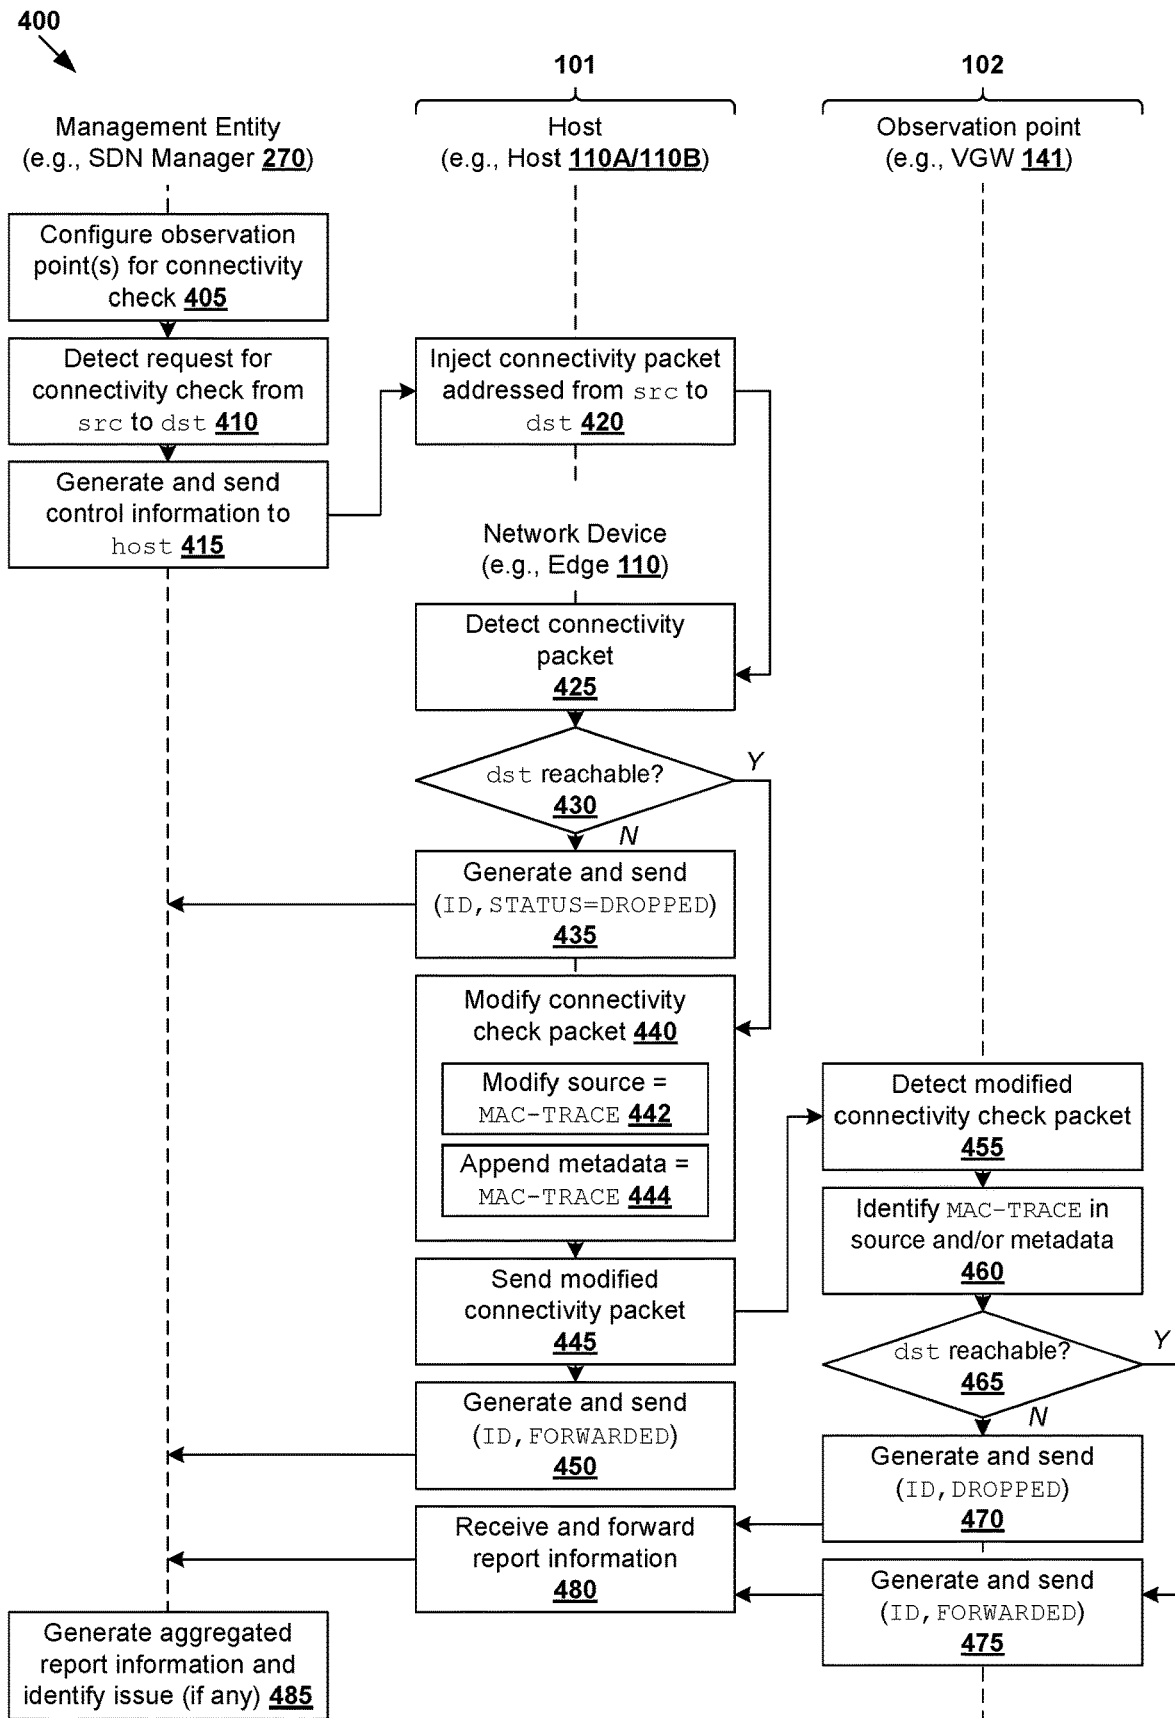 400
101
102
Management Entity
(e.g., SDN Manager 270)
Host
(e.g., Host 110A/110B)
Observation point
(e.g., VGW 141)
Configure observation
point(s) for connectivity
check 405
Detect request for
connectivity check from
src to dst 410
Generate and send
control information to
host 415
Inject connectivity packet
addressed from src to
dst 420
Network Device
(e.g., Edge 110)
Detect connectivity
packet
425
dst reachable?
430
Y
N
Generate and send
(ID,STATUS=DROPPED)
435
Modify connectivity
check packet 440
Modify source =
MAC-TRACE 442
Append metadata =
MAC-TRACE 444
Send modified
connectivity packet
445
Generate and send
(ID,FORWARDED)
450
Detect modified
connectivity check packet
455
Identify MAC-TRACE in
source and/or metadata
460
dst reachable?
465
Y
N
Generate and send
(ID,DROPPED)
470
Generate and send
(ID,FORWARDED)
475
Receive and forward
report information
480
Generate aggregated
report information and
identify issue (if any) 485